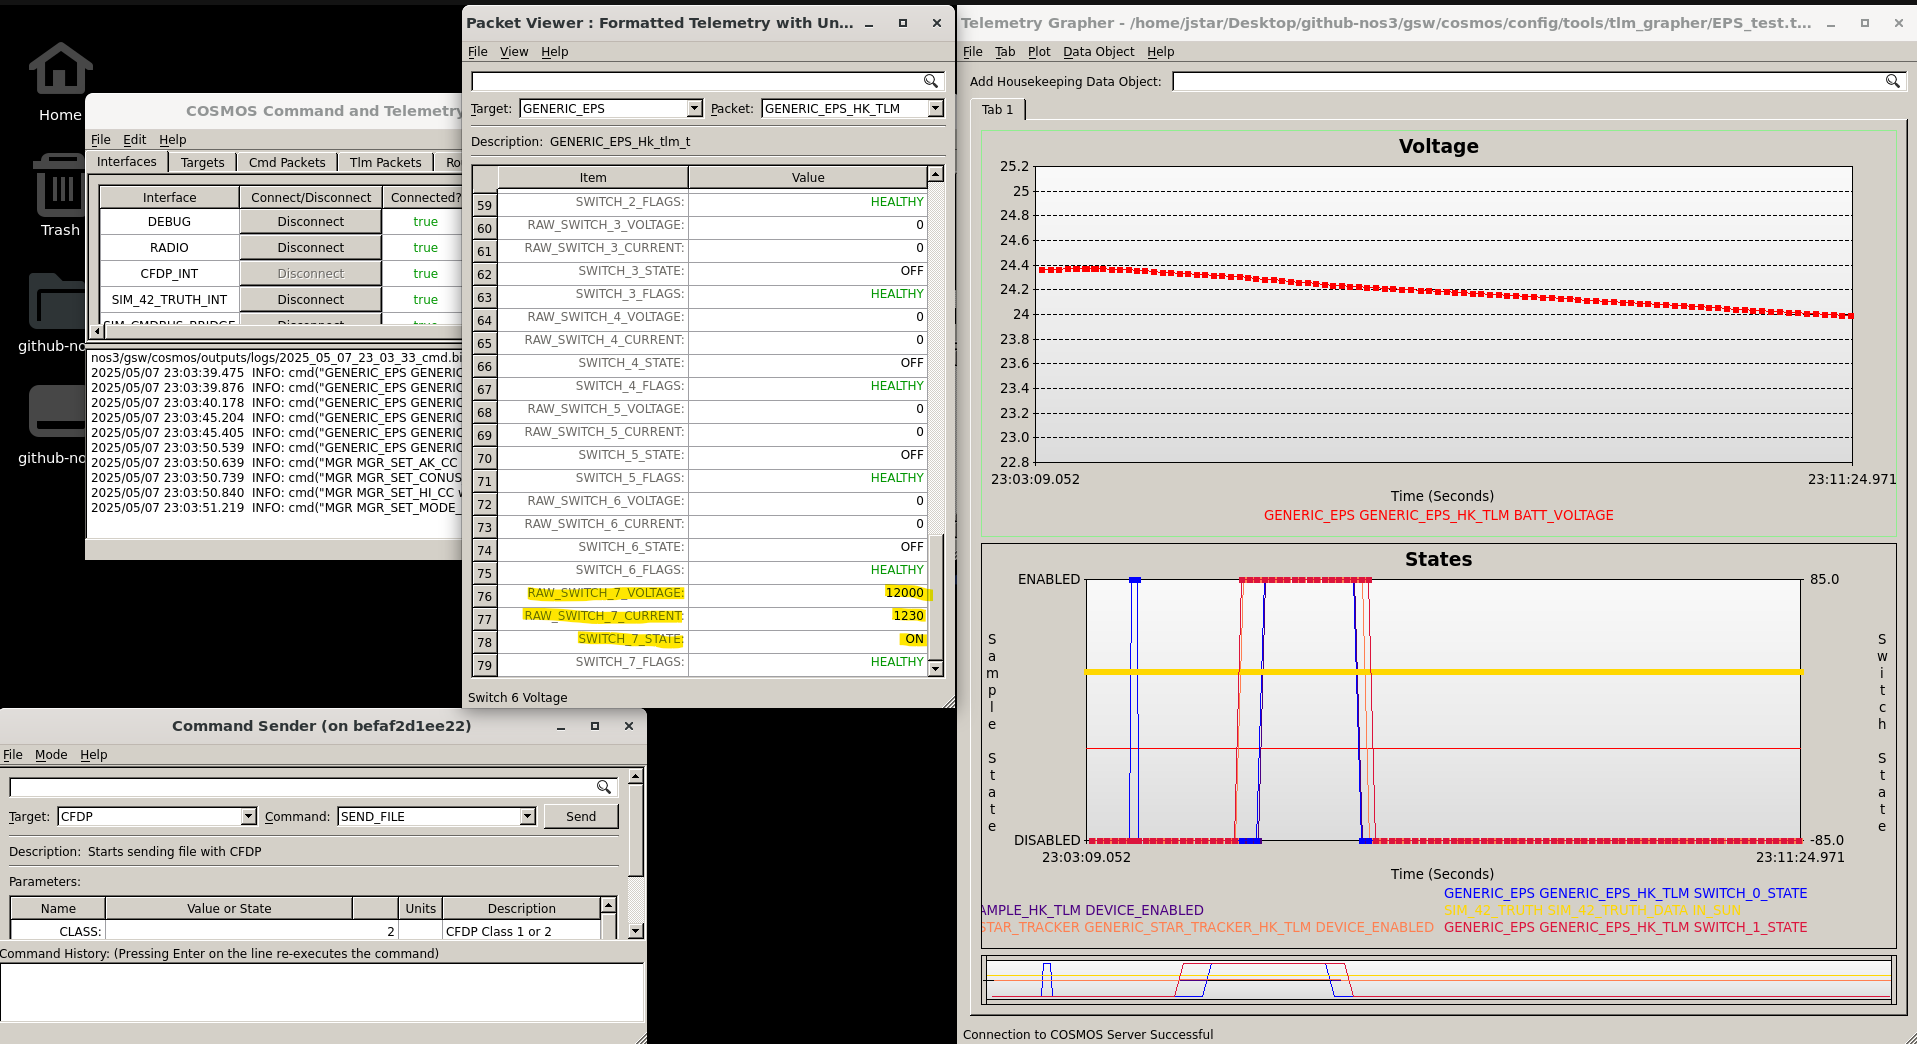 Home
Trash
github-no
github-no
COSMOS Command and Telemetry
File Edit Help
Interfaces Targets Cmd Packets Tlm Packets Ro
Interface Connect/Disconnect Connected?
DEBUG Disconnect true
RADIO Disconnect true
CFDP_INT Disconnect true
SIM_42_TRUTH_INT Disconnect true
SIM_CMDBUS_BRIDGE Disconnect true
nos3/gsw/cosmos/outputs/logs/2025_05_07_23_03_33_cmd.bi
2025/05/07 23:03:39.475 INFO: cmd("GENERIC_EPS GENERIC
2025/05/07 23:03:39.876 INFO: cmd("GENERIC_EPS GENERIC
2025/05/07 23:03:40.178 INFO: cmd("GENERIC_EPS GENERIC
2025/05/07 23:03:45.204 INFO: cmd("GENERIC_EPS GENERIC
2025/05/07 23:03:45.405 INFO: cmd("GENERIC_EPS GENERIC
2025/05/07 23:03:50.539 INFO: cmd("GENERIC_EPS GENERIC
2025/05/07 23:03:50.639 INFO: cmd("MGR MGR_SET_AK_CC
2025/05/07 23:03:50.739 INFO: cmd("MGR MGR_SET_CONUS
2025/05/07 23:03:50.840 INFO: cmd("MGR MGR_SET_HI_CC w
2025/05/07 23:03:51.219 INFO: cmd("MGR MGR_SET_MODE_
Packet Viewer : Formatted Telemetry with Un...
File View Help
Target: GENERIC_EPS Packet: GENERIC_EPS_HK_TLM
Description: GENERIC_EPS_Hk_tlm_t
Item Value
59 SWITCH_2_FLAGS: HEALTHY
60 RAW_SWITCH_3_VOLTAGE: 0
61 RAW_SWITCH_3_CURRENT: 0
62 SWITCH_3_STATE: OFF
63 SWITCH_3_FLAGS: HEALTHY
64 RAW_SWITCH_4_VOLTAGE: 0
65 RAW_SWITCH_4_CURRENT: 0
66 SWITCH_4_STATE: OFF
67 SWITCH_4_FLAGS: HEALTHY
68 RAW_SWITCH_5_VOLTAGE: 0
69 RAW_SWITCH_5_CURRENT: 0
70 SWITCH_5_STATE: OFF
71 SWITCH_5_FLAGS: HEALTHY
72 RAW_SWITCH_6_VOLTAGE: 0
73 RAW_SWITCH_6_CURRENT: 0
74 SWITCH_6_STATE: OFF
75 SWITCH_6_FLAGS: HEALTHY
76 RAW_SWITCH_7_VOLTAGE: 12000
77 RAW_SWITCH_7_CURRENT: 1230
78 SWITCH_7_STATE: ON
79 SWITCH_7_FLAGS: HEALTHY
Switch 6 Voltage
Command Sender (on befaf2d1ee22)
File Mode Help
Target: CFDP Command: SEND_FILE Send
Description: Starts sending file with CFDP
Parameters:
Name Value or State Units Description
CLASS: 2 CFDP Class 1 or 2
Command History: (Pressing Enter on the line re-executes the command)
Telemetry Grapher - /home/jstar/Desktop/github-nos3/gsw/cosmos/config/tools/tlm_grapher/EPS_test.t...
File Tab Plot Data Object Help
Add Housekeeping Data Object:
Tab 1
Voltage
25.2
25
24.8
24.6
24.4
24.2
24
23.8
23.6
23.4
23.2
23.0
22.8
23:03:09.052 23:11:24.971
Time (Seconds)
GENERIC_EPS GENERIC_EPS_HK_TLM BATT_VOLTAGE
States
ENABLED 85.0
Sample State
Switch State
DISABLED -85.0
23:03:09.052 23:11:24.971
Time (Seconds)
GENERIC_EPS GENERIC_EPS_HK_TLM SWITCH_0_STATE
AMPLE_HK_TLM DEVICE_ENABLED SIM_42_TRUTH SIM_42_TRUTH_DATA IN_SUN
STAR_TRACKER GENERIC_STAR_TRACKER_HK_TLM DEVICE_ENABLED GENERIC_EPS GENERIC_EPS_HK_TLM SWITCH_1_STATE
Connection to COSMOS Server Successful